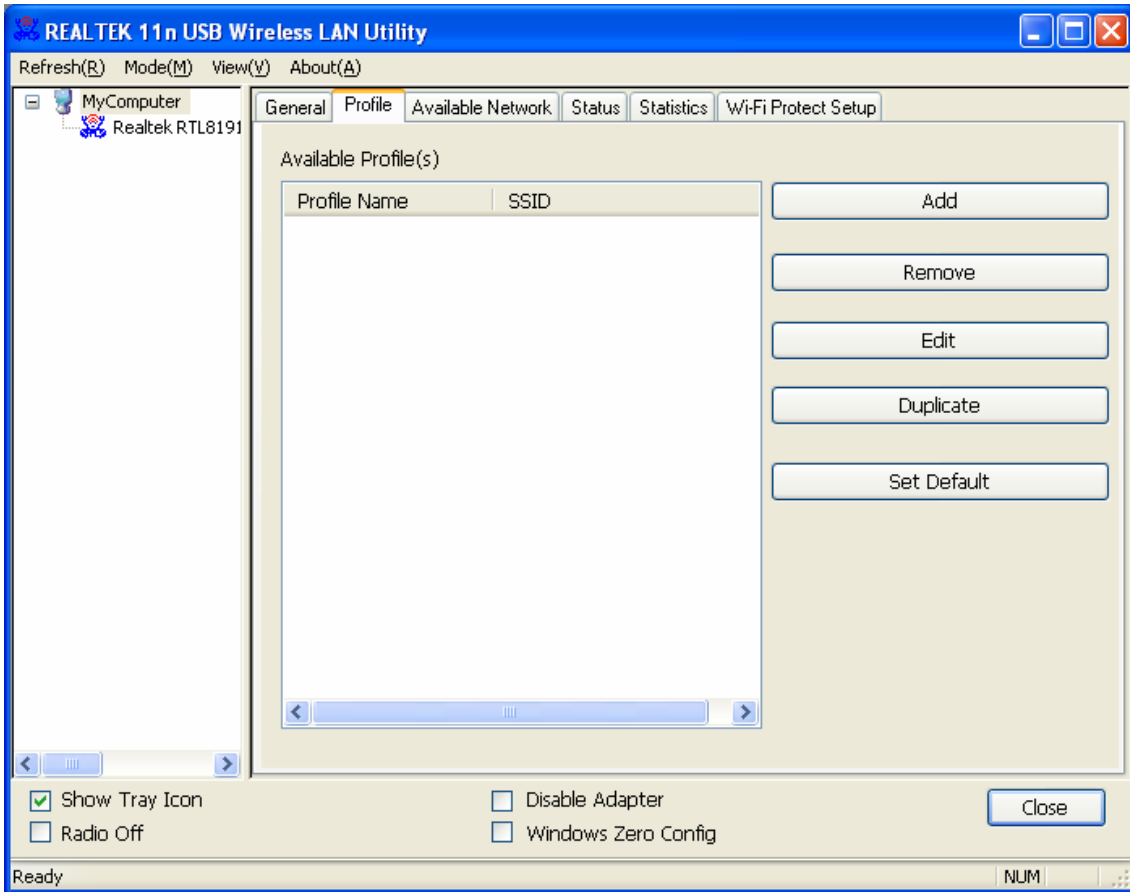 REALTEK 11n USB Wireless LAN Utility
Refresh(R) Mode(M) View(V) About(A)
MyComputer
Realtek RTL8191
General Profile Available Network Status Statistics Wi-Fi Protect Setup
Available Profile(s)
Profile Name SSID
Add
Remove
Edit
Duplicate
Set Default
Show Tray Icon
Radio Off
Disable Adapter
Windows Zero Config
Close
Ready
NUM